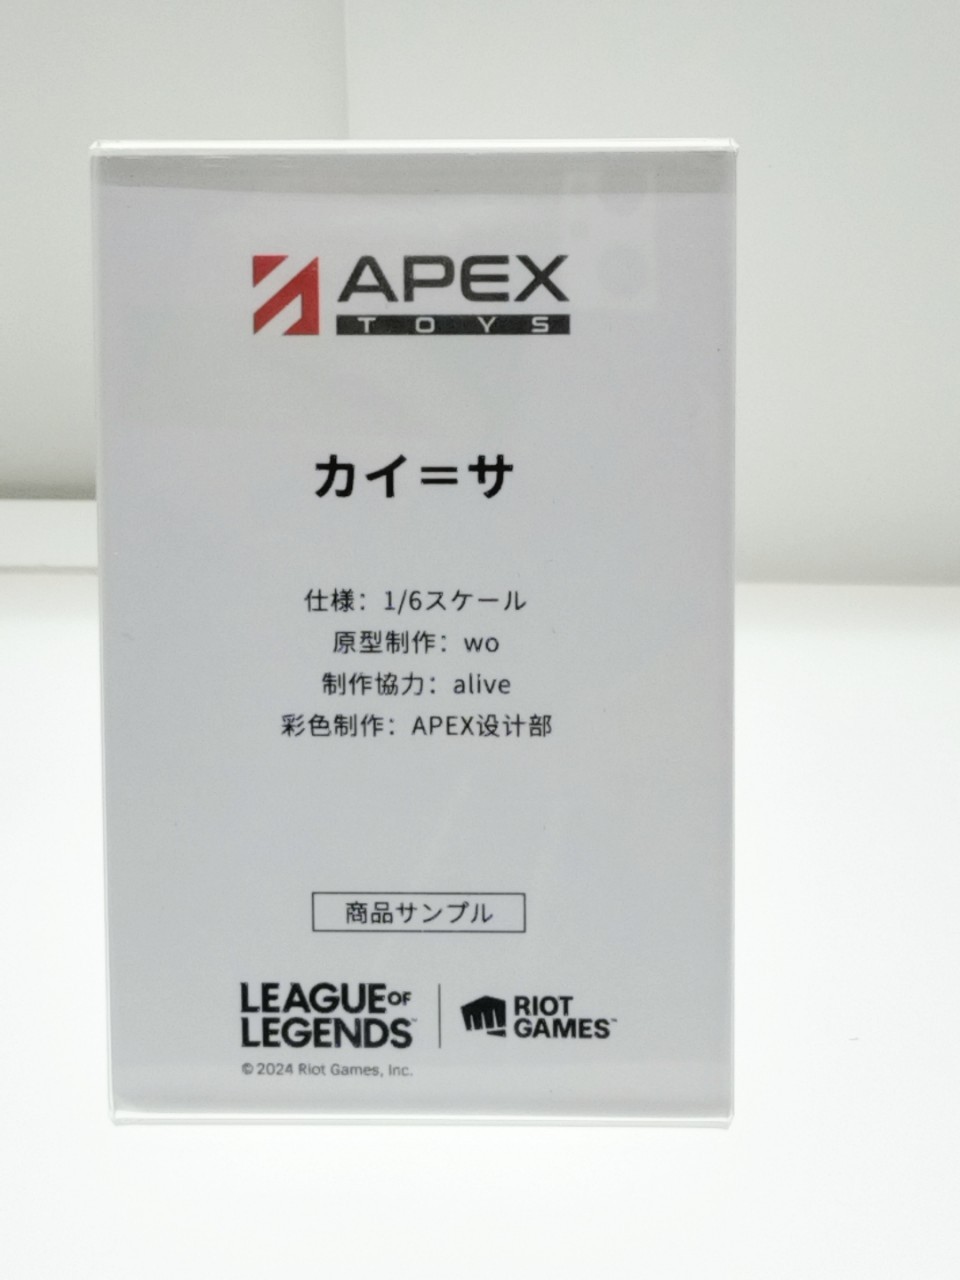 APEX
TOYS
カイ=サ
仕様：1/6スケール
原型制作：wo
制作協力：alive
彩色制作：APEX设计部
商品サンプル
LEAGUE OF
LEGENDS™
RIOT
GAMES™
©2024 Riot Games, Inc.